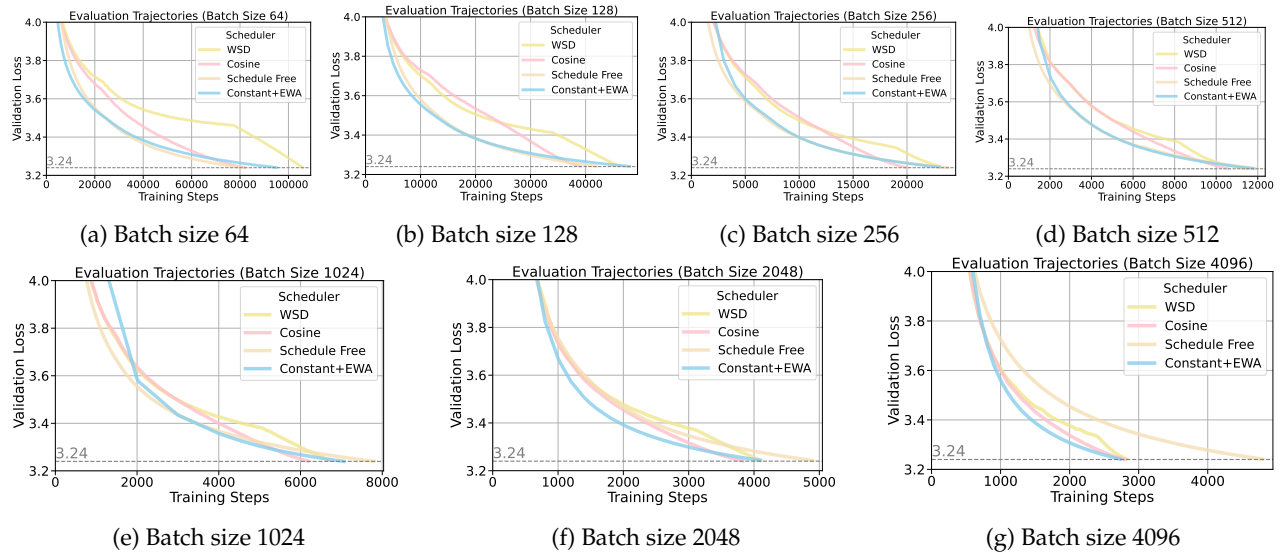 Evaluation Trajectories (Batch Size 64)
4.0
3.8
3.6
3.4
3.2
Validation Loss
Scheduler
WSD
Cosine
Schedule Free
Constant+EWA
3.24
0 20000 40000 60000 80000 100000
Training Steps
(a) Batch size 64
Evaluation Trajectories (Batch Size 128)
4.0
3.8
3.6
3.4
3.2
Validation Loss
Scheduler
WSD
Cosine
Schedule Free
Constant+EWA
3.24
0 10000 20000 30000 40000
Training Steps
(b) Batch size 128
Evaluation Trajectories (Batch Size 256)
4.0
3.8
3.6
3.4
3.2
Validation Loss
Scheduler
WSD
Cosine
Schedule Free
Constant+EWA
3.24
0 5000 10000 15000 20000
Training Steps
(c) Batch size 256
Evaluation Trajectories (Batch Size 512)
4.0
3.8
3.6
3.4
3.2
Validation Loss
Scheduler
WSD
Cosine
Schedule Free
Constant+EWA
3.24
0 2000 4000 6000 8000 10000 12000
Training Steps
(d) Batch size 512
Evaluation Trajectories (Batch Size 1024)
4.0
3.8
3.6
3.4
3.2
Validation Loss
Scheduler
WSD
Cosine
Schedule Free
Constant+EWA
3.24
0 2000 4000 6000 8000
Training Steps
(e) Batch size 1024
Evaluation Trajectories (Batch Size 2048)
4.0
3.8
3.6
3.4
3.2
Validation Loss
Scheduler
WSD
Cosine
Schedule Free
Constant+EWA
3.24
0 1000 2000 3000 4000 5000
Training Steps
(f) Batch size 2048
Evaluation Trajectories (Batch Size 4096)
4.0
3.8
3.6
3.4
3.2
Validation Loss
Scheduler
WSD
Cosine
Schedule Free
Constant+EWA
3.24
0 1000 2000 3000 4000
Training Steps
(g) Batch size 4096